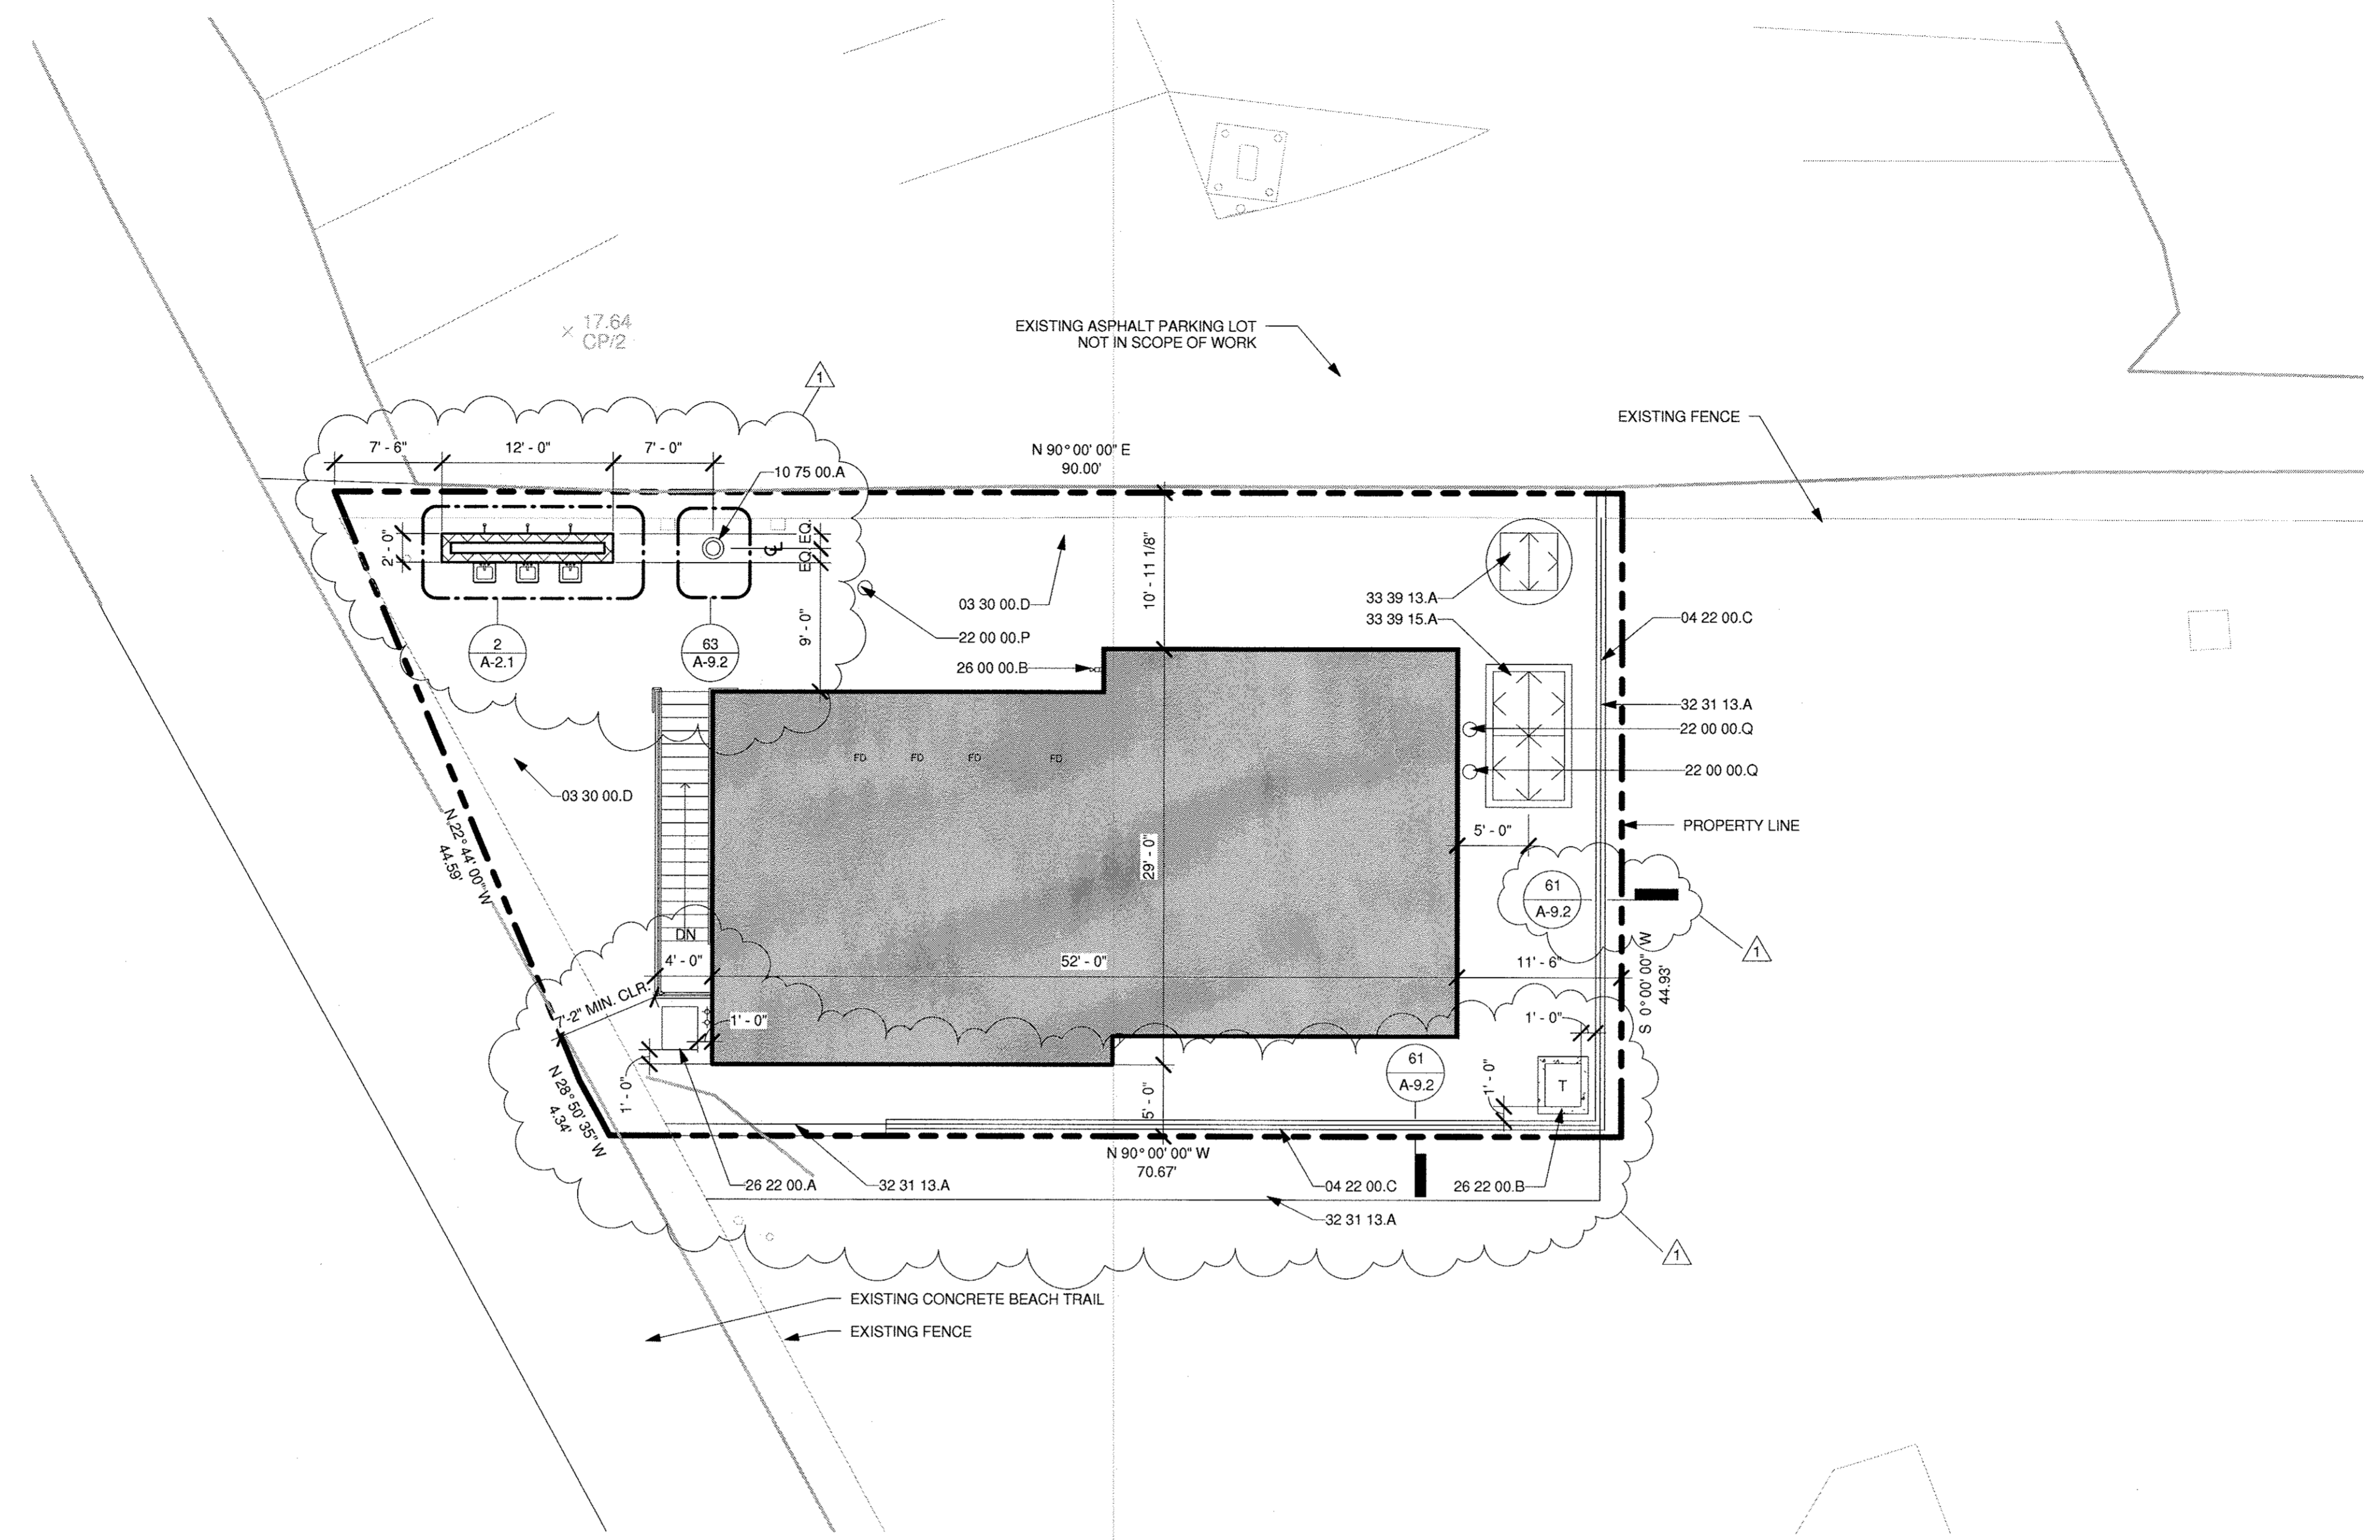 17.64
CP/2
EXISTING ASPHALT PARKING LOT
NOT IN SCOPE OF WORK
1
EXISTING FENCE
7' - 6"
12' - 0"
7' - 0"
N 90° 00' 00" E
90.00'
10 75 00.A
2' - 0"
EQ.
EQ.
CL
9' - 0"
10' - 11 1/8"
03 30 00.D
22 00 00.P
26 00 00.B
33 39 13.A
33 39 15.A
04 22 00.C
2
A-2.1
63
A-9.2
32 31 13.A
22 00 00.Q
22 00 00.Q
FD
FD
FD
FD
03 30 00.D
PROPERTY LINE
5' - 0"
29' - 0"
N 22° 44' 00" W
44.59'
61
A-9.2
1
DN
4' - 0"
52' - 0"
11' - 6"
S 0° 00' 00" W
44.93'
7'-2" MIN. CLR.
1' - 0"
1' - 0"
1' - 0"
61
A-9.2
1' - 0"
T
5' - 0"
N 28° 50' 35" W
4.34'
N 90° 00' 00" W
70.67'
26 22 00.A
32 31 13.A
04 22 00.C
26 22 00.B
32 31 13.A
1
EXISTING CONCRETE BEACH TRAIL
EXISTING FENCE